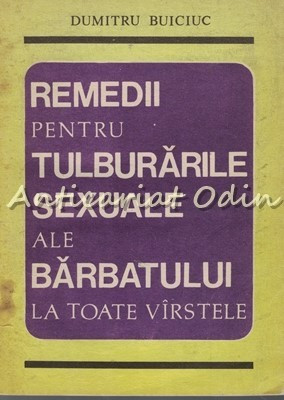 DUMITRU BUICIUC
REMEDII
PENTRU
TULBURĂRILE
Anticariat Odin
SEXUALE
ALE
BĂRBATULUI
LA TOATE VÎRSTELE